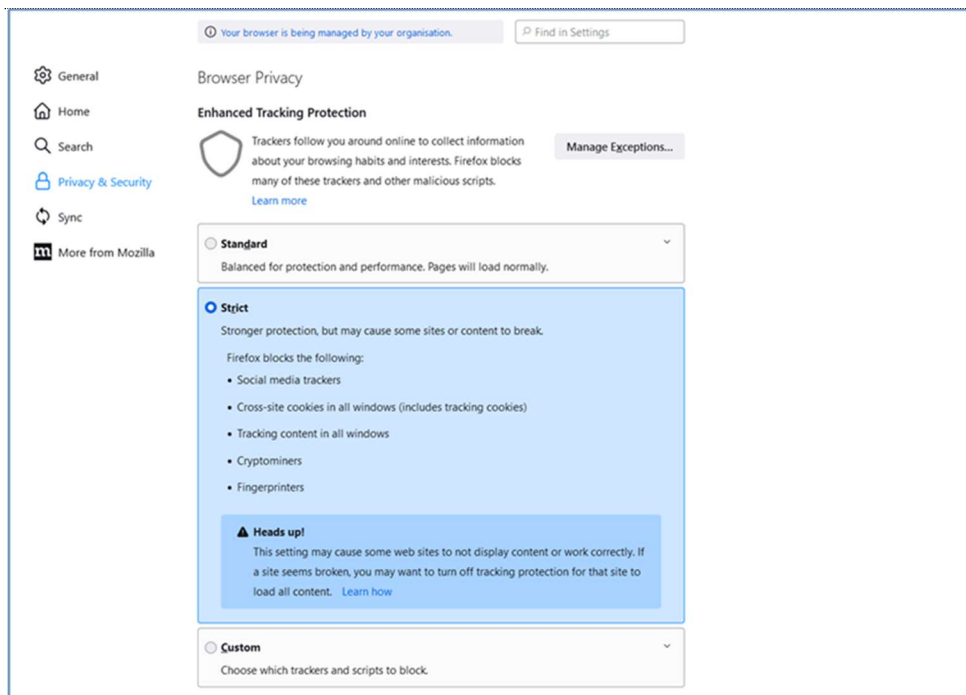 Your browser is being managed by your organisation.
Find in Settings
General
Home
Search
Privacy & Security
Sync
m More from Mozilla
Browser Privacy
Enhanced Tracking Protection
Trackers follow you around online to collect information
about your browsing habits and interests. Firefox blocks
many of these trackers and other malicious scripts.
Learn more
Manage Exceptions...
Standard
Balanced for protection and performance. Pages will load normally.
Strict
Stronger protection, but may cause some sites or content to break.
Firefox blocks the following:
• Social media trackers
• Cross-site cookies in all windows (includes tracking cookies)
• Tracking content in all windows
• Cryptominers
• Fingerprinters
Heads up!
This setting may cause some web sites to not display content or work correctly. If
a site seems broken, you may want to turn off tracking protection for that site to
load all content. Learn how
Custom
Choose which trackers and scripts to block.